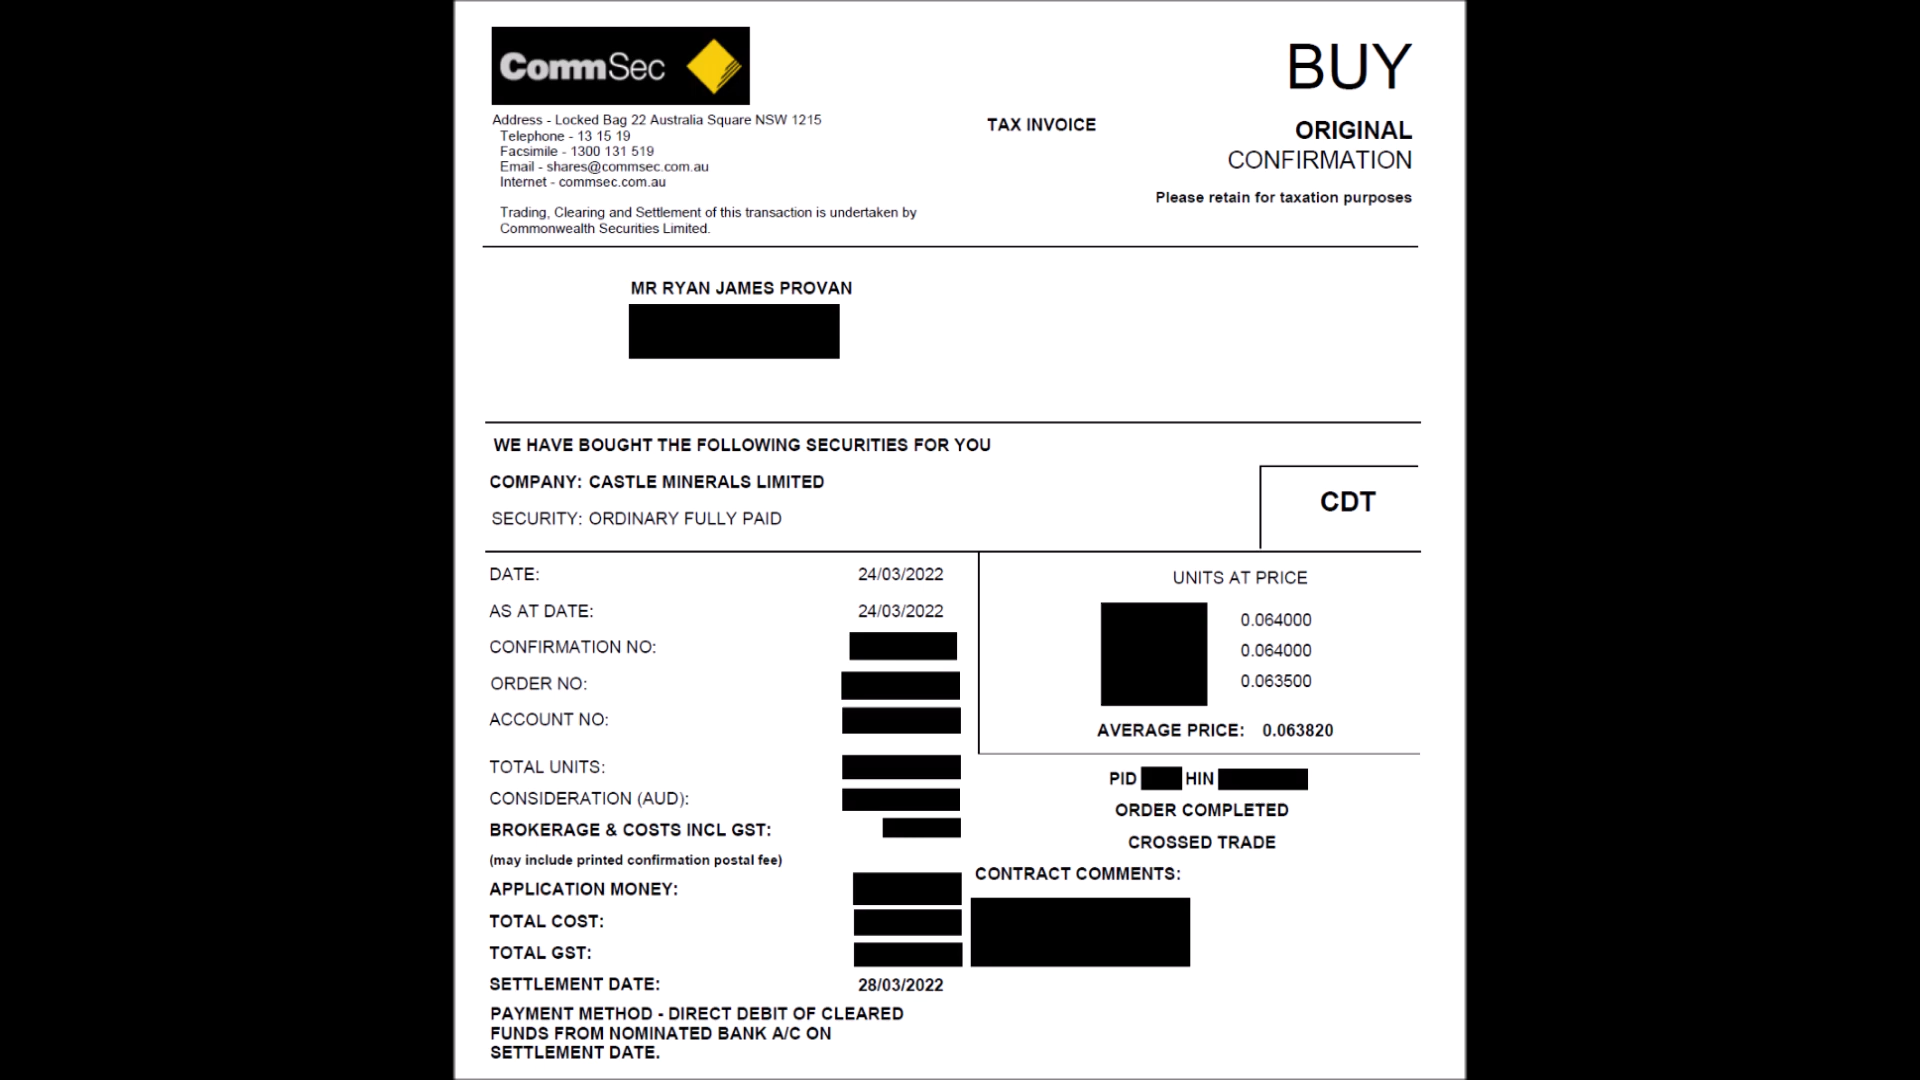 CommSec
BUY
Address - Locked Bag 22 Australia Square NSW 1215
Telephone - 13 15 19
Facsimile - 1300 131 519
Email - shares@commsec.com.au
Internet - commsec.com.au
TAX INVOICE
ORIGINAL
CONFIRMATION
Please retain for taxation purposes
Trading, Clearing and Settlement of this transaction is undertaken by
Commonwealth Securities Limited.
MR RYAN JAMES PROVAN
WE HAVE BOUGHT THE FOLLOWING SECURITIES FOR YOU
COMPANY: CASTLE MINERALS LIMITED
SECURITY: ORDINARY FULLY PAID
CDT
DATE: 24/03/2022
AS AT DATE: 24/03/2022
CONFIRMATION NO:
ORDER NO:
ACCOUNT NO:
TOTAL UNITS:
CONSIDERATION (AUD):
BROKERAGE & COSTS INCL GST:
(may include printed confirmation postal fee)
APPLICATION MONEY:
TOTAL COST:
TOTAL GST:
SETTLEMENT DATE: 28/03/2022
PAYMENT METHOD - DIRECT DEBIT OF CLEARED
FUNDS FROM NOMINATED BANK A/C ON
SETTLEMENT DATE.
UNITS AT PRICE
0.064000
0.064000
0.063500
AVERAGE PRICE: 0.063820
PID HIN
ORDER COMPLETED
CROSSED TRADE
CONTRACT COMMENTS: